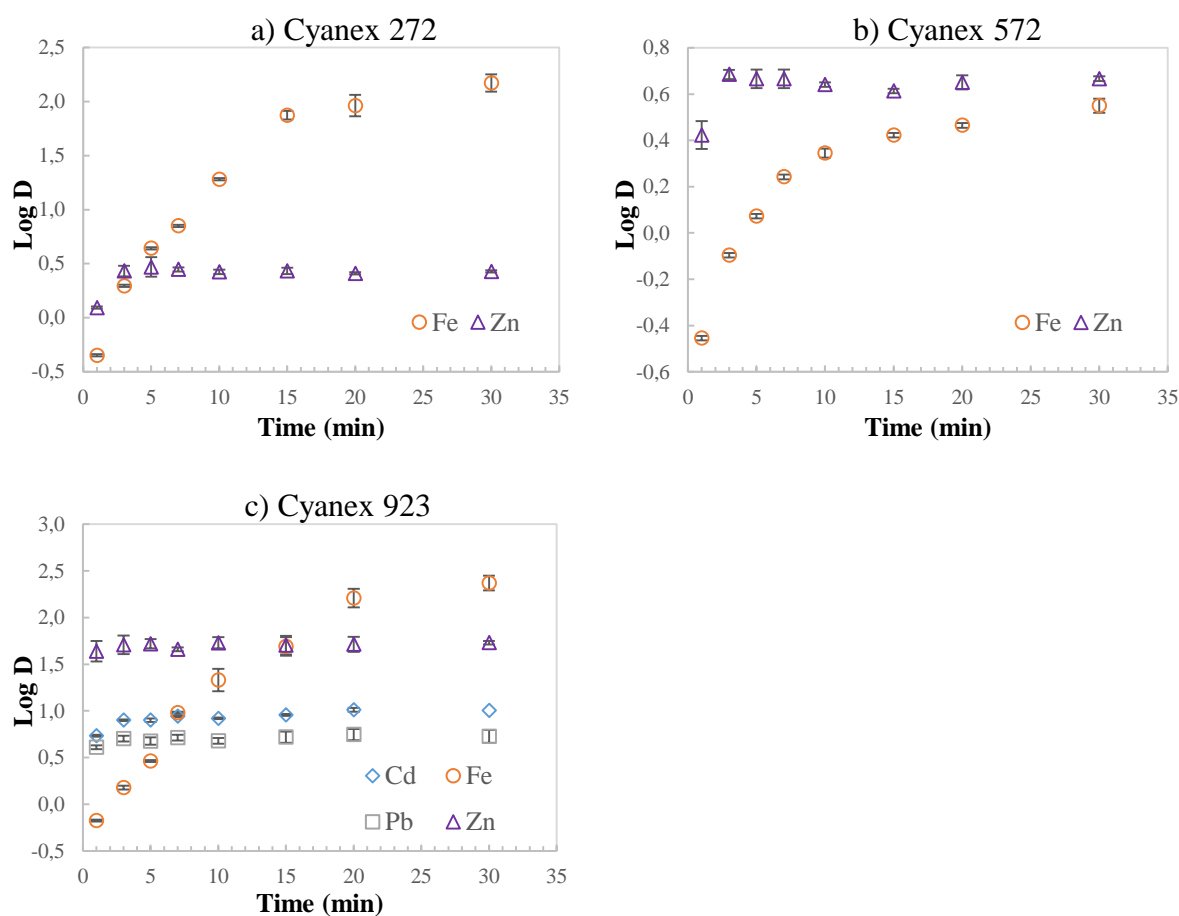 a) Cyanex 272
2,5
2,0
1,5
1,0
0,5
0,0
-0,5
Log D
Fe Zn
0 5 10 15 20 25 30 35
Time (min)
b) Cyanex 572
0,8
0,6
0,4
0,2
0,0
-0,2
-0,4
-0,6
Log D
Fe Zn
0 5 10 15 20 25 30 35
Time (min)
c) Cyanex 923
3,0
2,5
2,0
1,5
1,0
0,5
0,0
-0,5
Log D
Cd Fe
Pb Zn
0 5 10 15 20 25 30 35
Time (min)